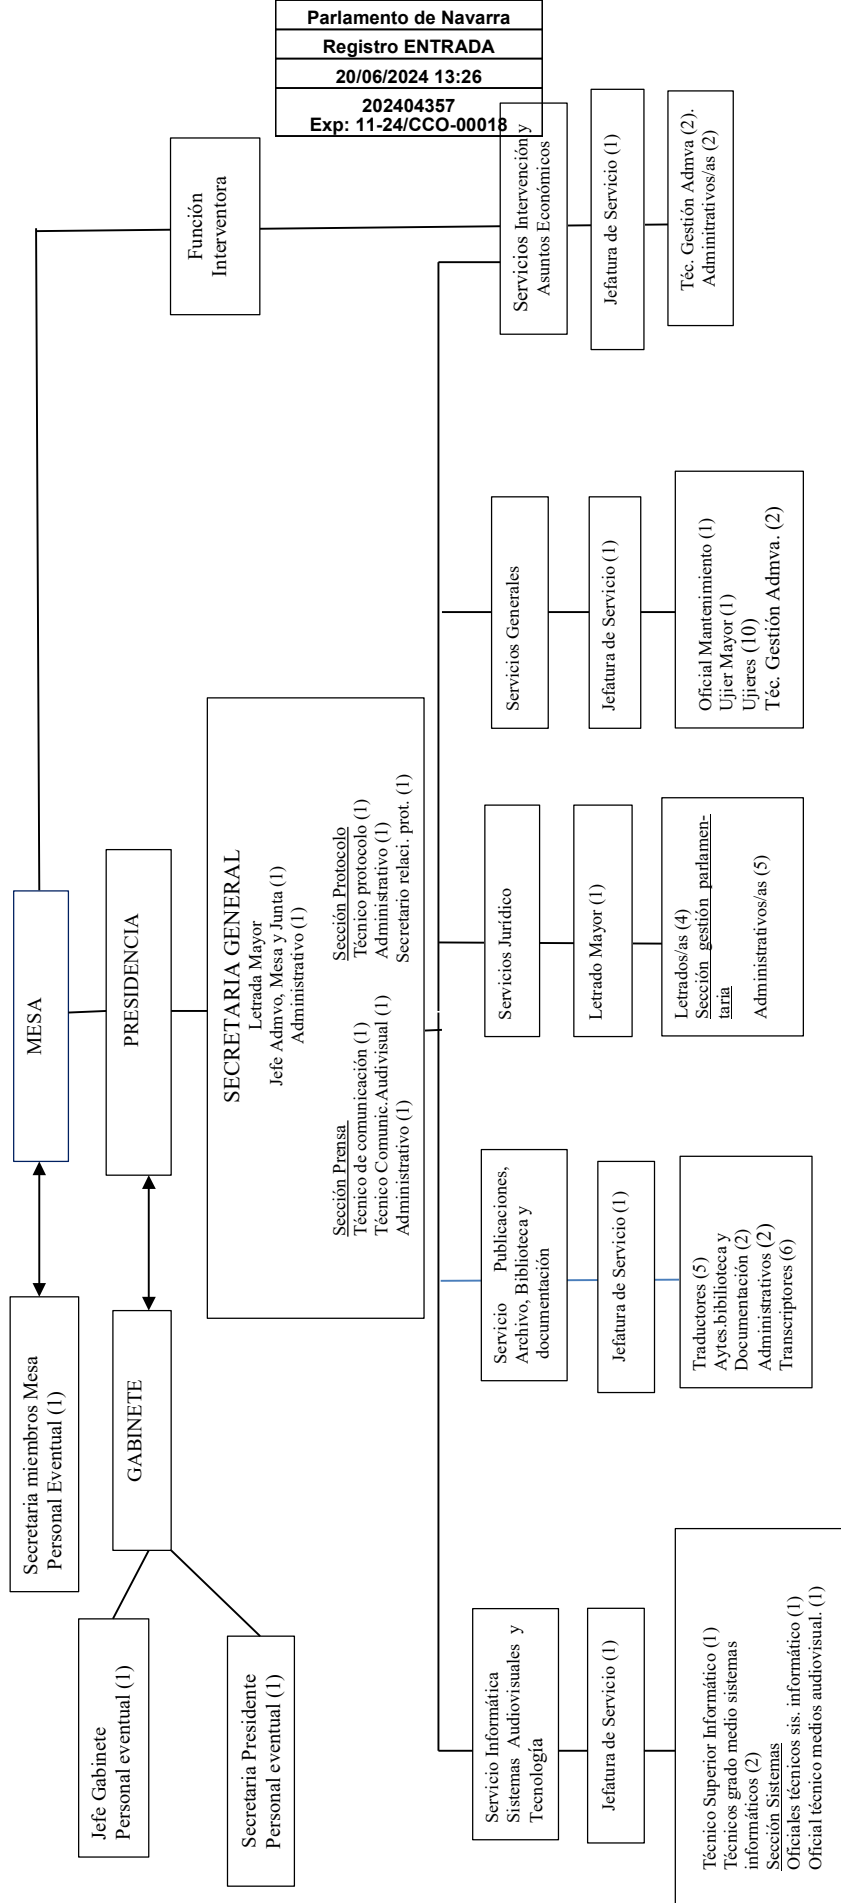 Parlamento de Navarra
Registro ENTRADA
20/06/2024 13:26
202404357
Exp: 11-24/CCO-00018
MESA
Secretaria miembros Mesa
Personal Eventual (1)
PRESIDENCIA
GABINETE
Jefe Gabinete
Personal eventual (1)
Secretaria Presidente
Personal eventual (1)
Función
Interventora
SECRETARIA GENERAL
Letrada Mayor
Jefe Admvo, Mesa y Junta (1)
Administrativo (1)
Sección Prensa
Técnico de comunicación (1)
Técnico Comunic.Audivisual (1)
Administrativo (1)
Sección Protocolo
Técnico protocolo (1)
Administrativo (1)
Secretario relaci. prot. (1)
Servicio Informática
Sistemas Audiovisuales y
Tecnología
Jefatura de Servicio (1)
Técnico Superior Informático (1)
Técnicos grado medio sistemas
informáticos (2)
Sección Sistemas
Oficiales técnicos sis. informático (1)
Oficial técnico medios audiovisual. (1)
Servicio Publicaciones,
Archivo, Biblioteca y
documentación
Jefatura de Servicio (1)
Traductores (5)
Aytes.biblioteca y
Documentación (2)
Administrativos (2)
Transcriptores (6)
Servicios Jurídico
Letrado Mayor (1)
Letrados/as (4)
Sección gestión parlamen-
taria
Administrativos/as (5)
Servicios Generales
Jefatura de Servicio (1)
Oficial Mantenimiento (1)
Ujier Mayor (1)
Ujieres (10)
Téc. Gestión Admva. (2)
Servicios Intervención y
Asuntos Económicos
Jefatura de Servicio (1)
Téc. Gestión Admva (2).
Adminitrativos/as (2)